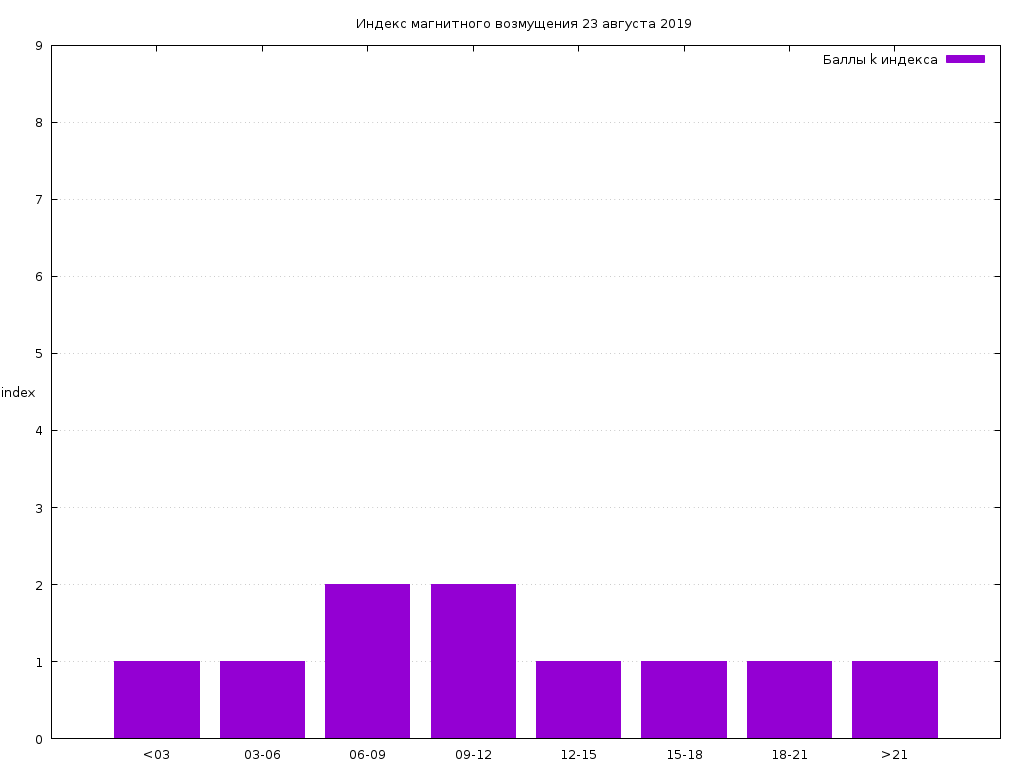 Индекс магнитного возмущения 23 августа 2019
Баллы k индекса
9
8
7
6
5
index
4
3
2
1
0
<03 03-06 06-09 09-12 12-15 15-18 18-21 >21